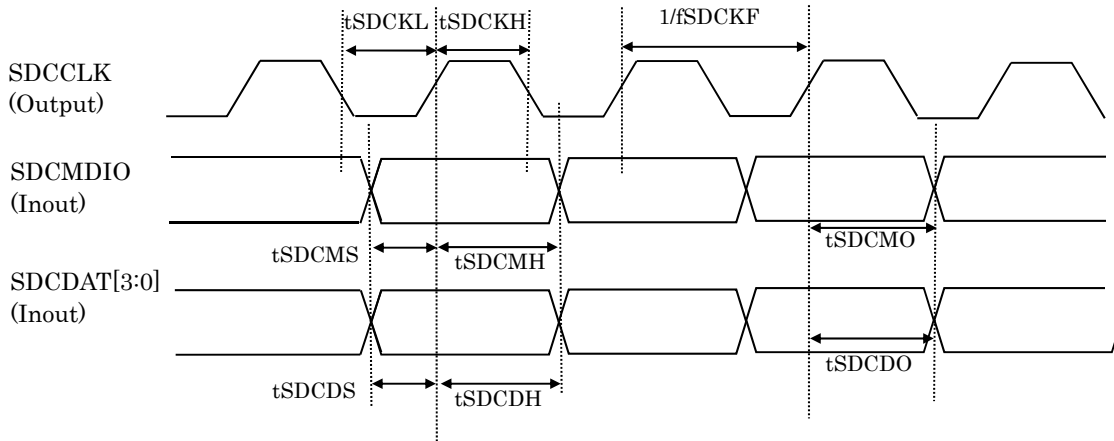 tSDCKL tSDCKH 1/fSDCKF
SDCCLK
(Output)
SDCMDIO
(Inout)
tSDCMS tSDCMH tSDCMO
SDCDAT[3:0]
(Inout)
tSDCDS tSDCDH tSDCDO